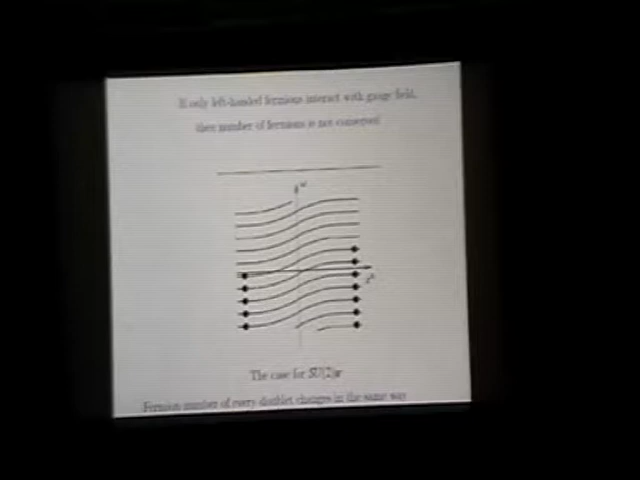 If only left-handed fermions interact with gauge field,
then number of fermions is not conserved
ω
The case for SU(2)W
Fermion number of every doublet changes in the same way